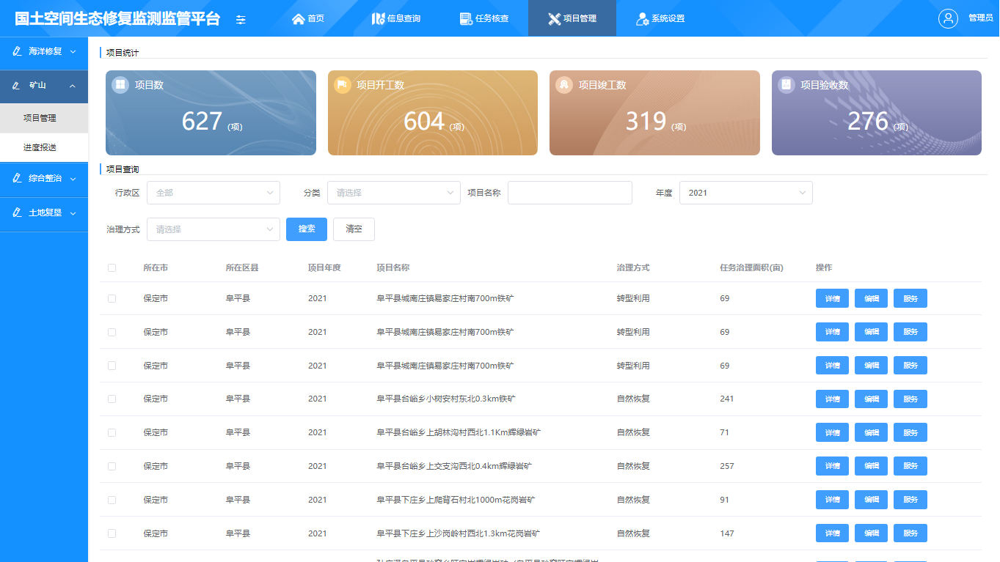 国土空间生态修复监测监管平台 首页 信息查询 任务核查 项目管理 系统设置 管理员
海洋修复
矿山
项目管理
进度报送
综合整治
土地复垦
项目统计
项目数 项目开工数 项目竣工数 项目验收数
627 (项) 604 (项) 319 (项) 276 (项)
项目查询
行政区 全部 分类 请选择 项目名称 年度 2021
治理方式 请选择 搜索 清空
所在市 所在区县 项目年度 项目名称 治理方式 任务治理面积(亩) 操作
保定市 阜平县 2021 阜平县城南庄镇易家庄村南700m铁矿 转型利用 69 详情 编辑 服务
保定市 阜平县 2021 阜平县城南庄镇易家庄村南700m铁矿 转型利用 69 详情 编辑 服务
保定市 阜平县 2021 阜平县城南庄镇易家庄村南700m铁矿 转型利用 69 详情 编辑 服务
保定市 阜平县 2021 阜平县台峪乡小树安村东北0.3km铁矿 自然恢复 241 详情 编辑 服务
保定市 阜平县 2021 阜平县台峪乡上胡林沟村西北1.1Km辉绿岩矿 自然恢复 71 详情 编辑 服务
保定市 阜平县 2021 阜平县台峪乡上交支沟西北0.4km辉绿岩矿 自然恢复 257 详情 编辑 服务
保定市 阜平县 2021 阜平县下庄乡上爬背石村北1000m花岗岩矿 自然恢复 91 详情 编辑 服务
保定市 阜平县 2021 阜平县下庄乡上沙岗岭村西北1.3km花岗岩矿 自然恢复 147 详情 编辑 服务